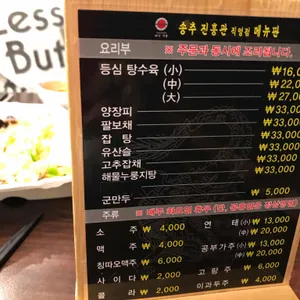 Less
But
송주 진흥관 직영점 메뉴판
요리부 ※ 주문과 동시에 조리합니다.
등심 탕수육 (小) ₩16,0
(中) ₩22,0
(大) ₩27,000
양장피 ₩33,000
팔보채 ₩33,000
잡 탕 ₩33,000
유산슬 ₩33,000
고추잡채 ₩33,000
해물누룽지탕 ₩33,000
군만두 ₩ 5,000
주류 ※ 매주
소 주 ₩ 4,000 연 태 (小) ₩ 13,000
맥 주 ₩ 4,000 공부가주 (小) ₩ 13,000
칭따오맥주 ₩ 6,000 ₩ 20,000
사 이 다 ₩ 2,000 고 량 주 ₩ 6,000
콜 라 ₩ 2,000 이과두주 ₩ 4,000